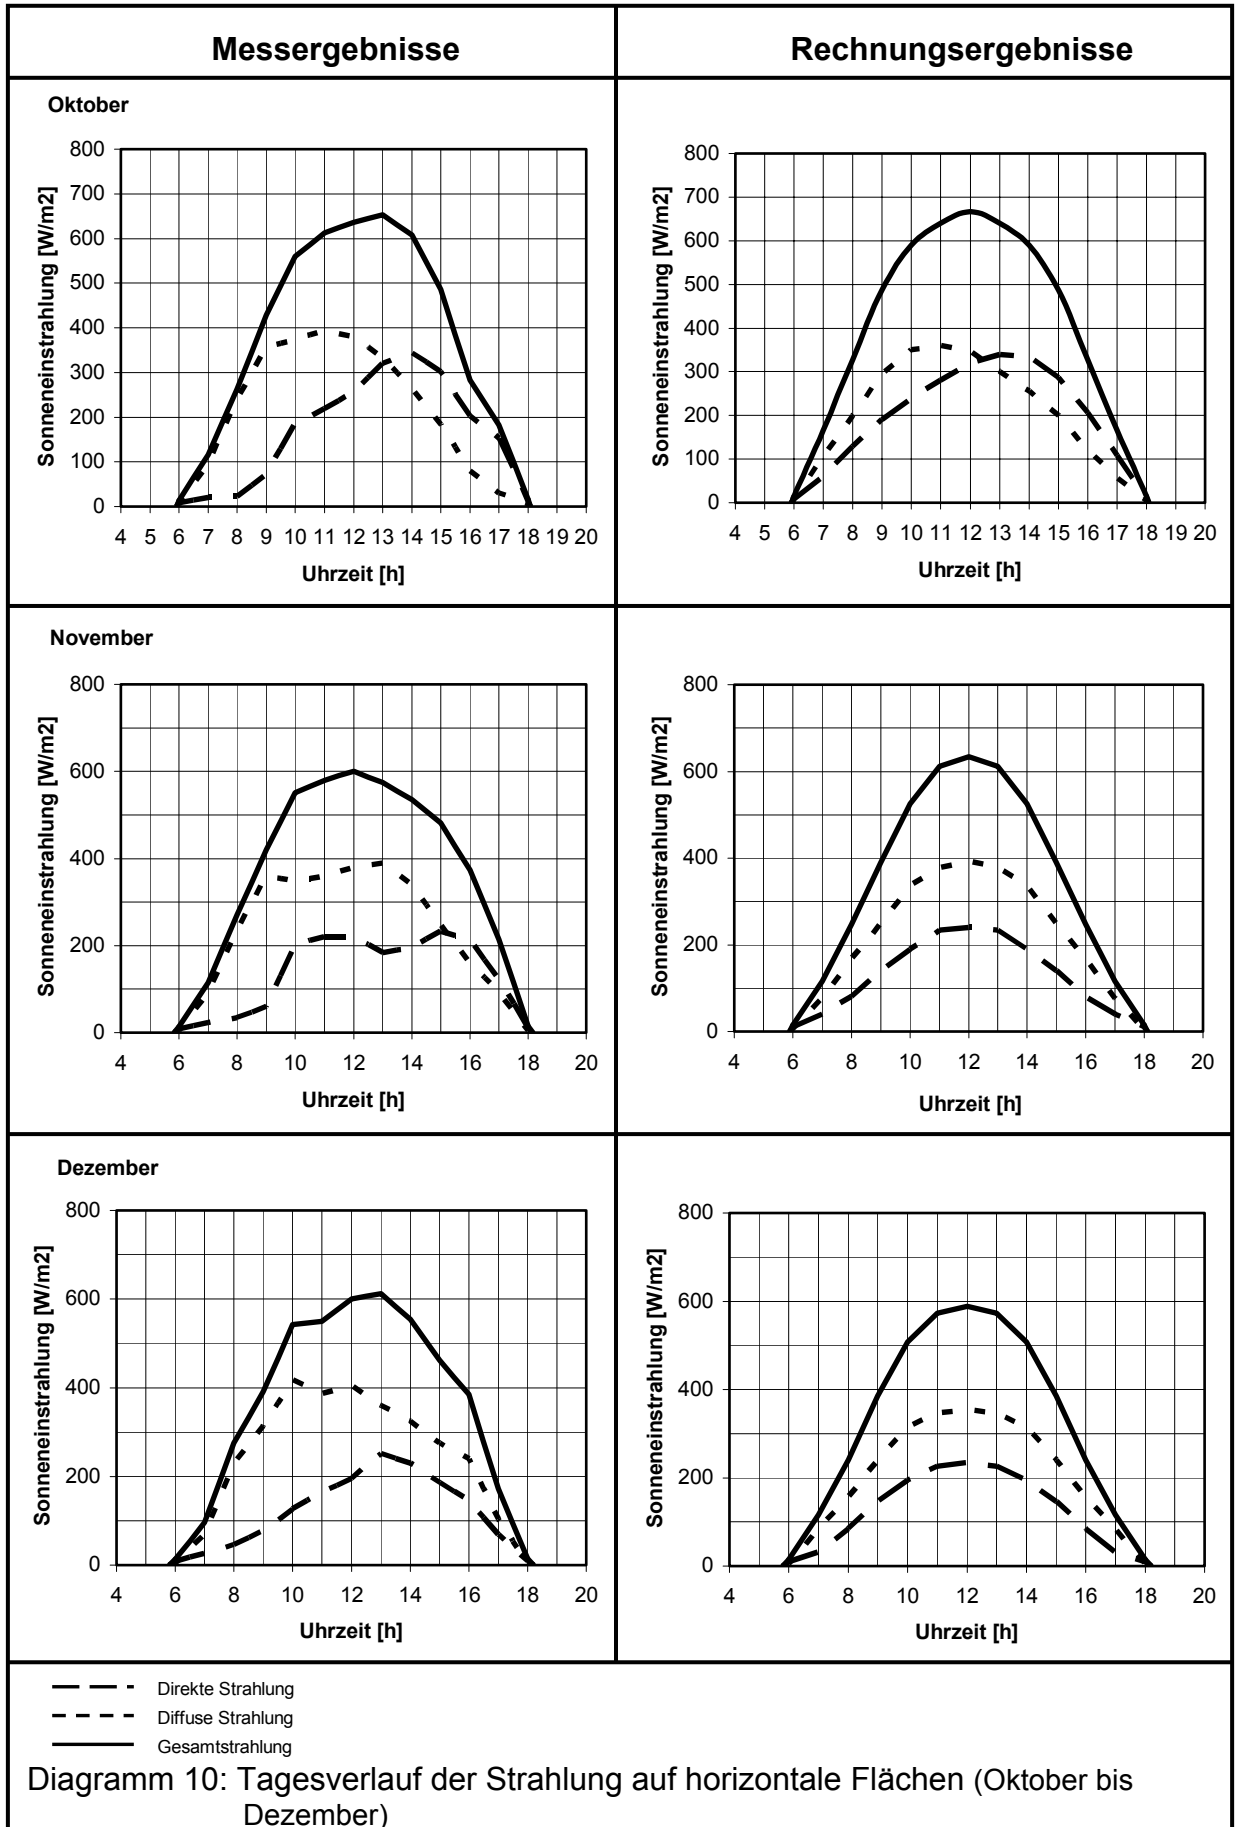 Messergebnisse
Rechnungsergebnisse
Oktober
800
700
600
500
400
300
200
100
0
Sonneneinstrahlung [W/m2]
4 5 6 7 8 9 10 11 12 13 14 15 16 17 18 19 20
Uhrzeit [h]
800
700
600
500
400
300
200
100
0
Sonneneinstrahlung [W/m2]
4 5 6 7 8 9 10 11 12 13 14 15 16 17 18 19 20
Uhrzeit [h]
November
800
600
400
200
0
Sonneneinstrahlung [W/m2]
4 6 8 10 12 14 16 18 20
Uhrzeit [h]
800
600
400
200
0
Sonneneinstrahlung [W/m2]
4 6 8 10 12 14 16 18 20
Uhrzeit [h]
Dezember
800
600
400
200
0
Sonneneinstrahlung [W/m2]
4 6 8 10 12 14 16 18 20
Uhrzeit [h]
800
600
400
200
0
Sonneneinstrahlung [W/m2]
4 6 8 10 12 14 16 18 20
Uhrzeit [h]
Direkte Strahlung
Diffuse Strahlung
Gesamtstrahlung
Diagramm 10: Tagesverlauf der Strahlung auf horizontale Flächen (Oktober bis
Dezember)